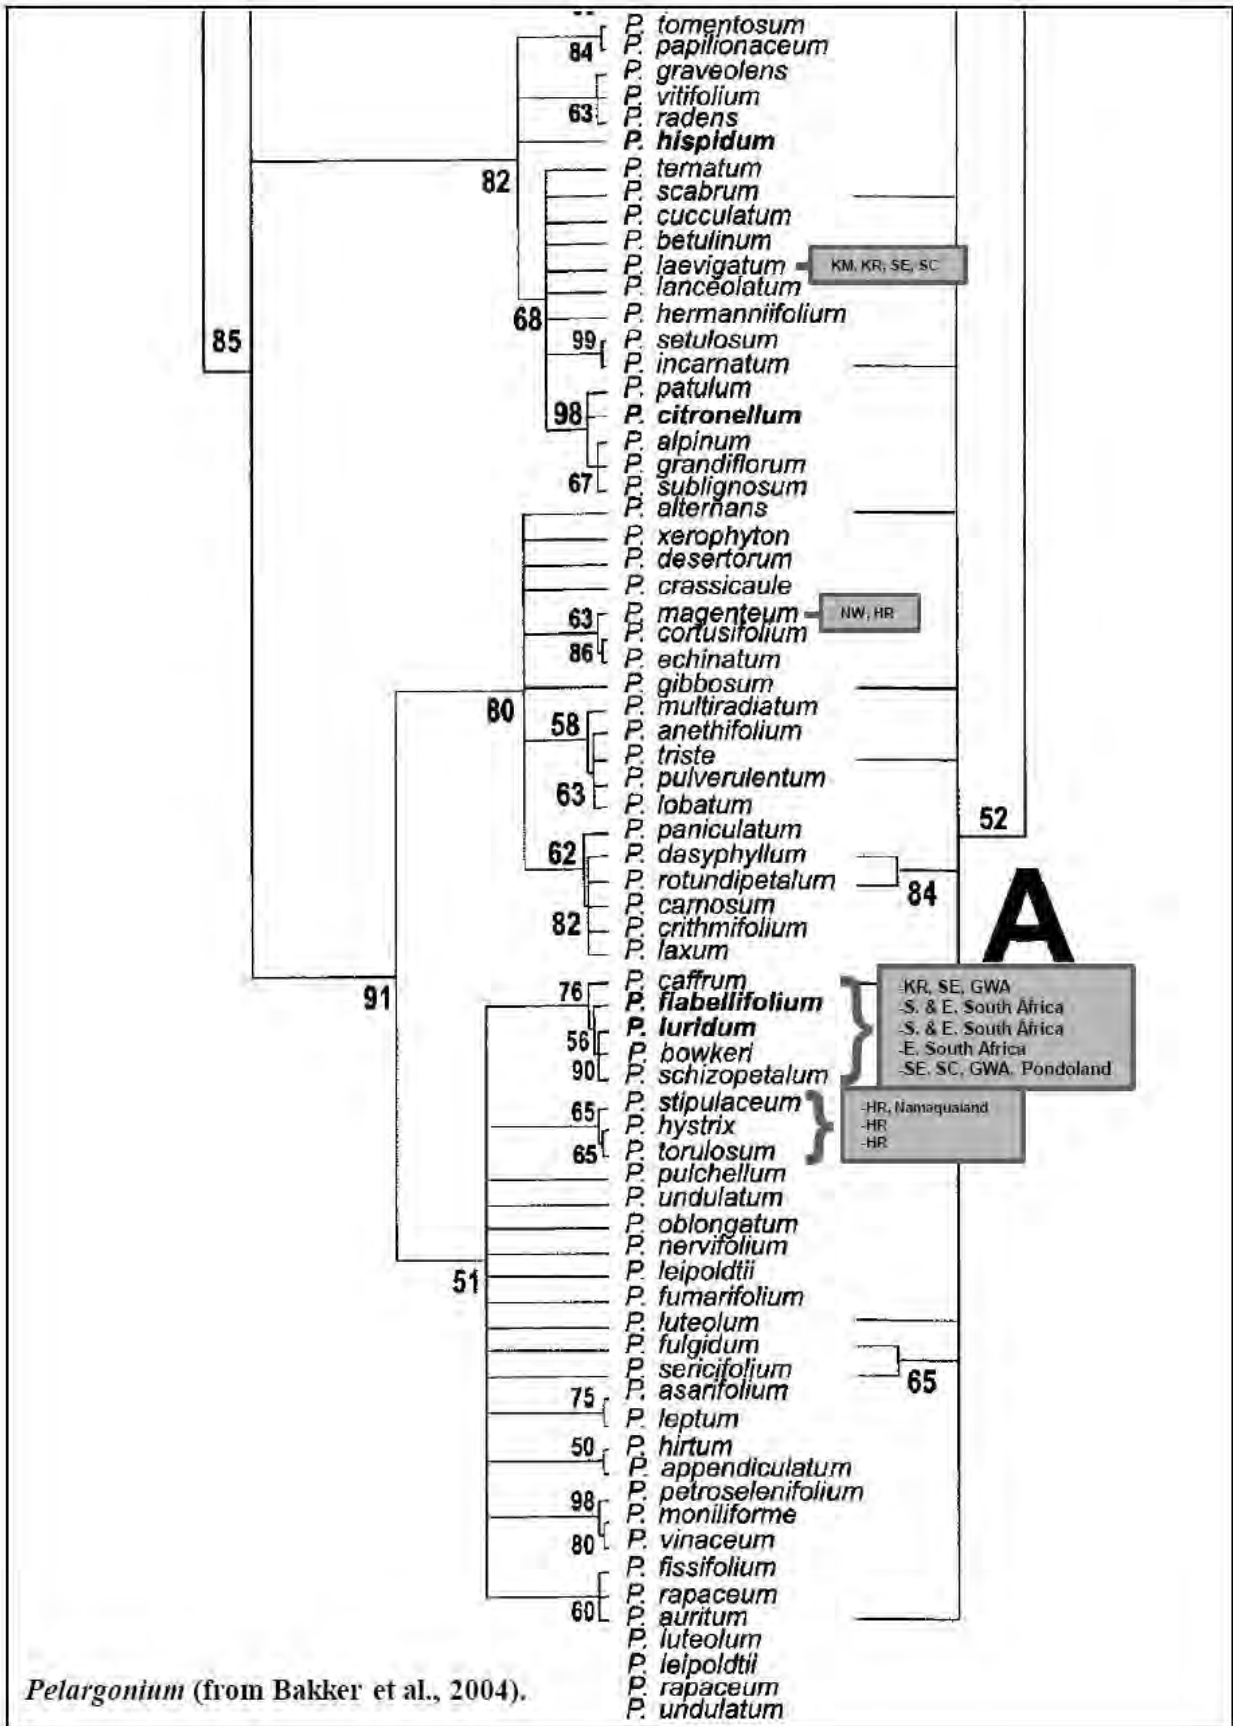 P. tomentosum
84 P. papilionaceum
P. graveolens
P. vitifolium
63 P. radens
P. hispidum
82 P. ternatum
P. scabrum
P. cucculatum
P. betulinum
P. laevigatum KM, KR, SE, SC
P. lanceolatum
68 P. hermanniifolium
85 99 P. setulosum
P. incarnatum
P. patulum
98 P. citronellum
P. alpinum
P. grandiflorum
67 P. sublignosum
P. alternans
P. xerophyton
P. desertorum
P. crassicaule
63 P. magenteum NW, HR
P. cortusifolium
86 P. echinatum
P. gibbosum
80 P. multiradiatum
58 P. anethifolium
P. triste
P. pulverulentum
63 P. lobatum
52
P. paniculatum
62 P. dasyphyllum
P. rotundipetalum 84
P. carnosum
82 P. crithmifolium
P. laxum
A
91 76 P. caffrum -KR, SE, GWA
P. flabellifolium -S. & E. South Africa
P. luridum -S. & E. South Africa
56 P. bowkeri -E. South Africa
90 P. schizopetalum -SE, SC, GWA, Pondoland
65 P. stipulaceum -HR, Namaqualand
P. hystrix -HR
65 P. torulosum -HR
P. pulchellum
P. undulatum
P. oblongatum
P. nervifolium
51 P. leipoldtii
P. fumarifolium
P. luteolum
P. fulgidum
P. sericifolium 65
75 P. asarifolium
P. leptum
50 P. hirtum
P. appendiculatum
P. petroselenifolium
98 P. moniliforme
80 P. vinaceum
P. fissifolium
P. rapaceum
60 P. auritum
P. luteolum
P. leipoldtii
P. rapaceum
P. undulatum
Pelargonium (from Bakker et al., 2004).